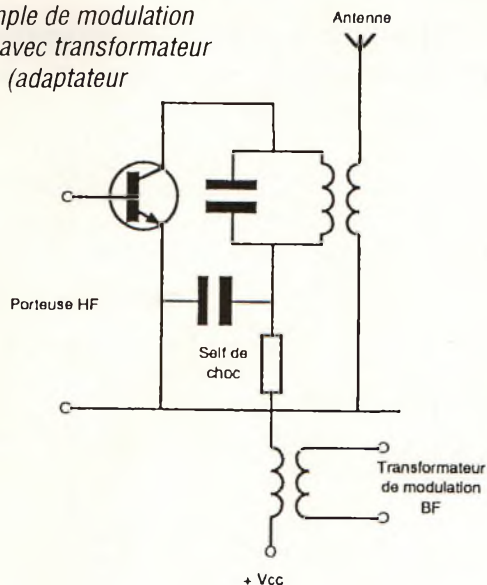 mple de modulation
avec transformateur
(adaptateur
Antenne
Porteuse HF
Self de
choc
Transformateur
de modulation
BF
+ Vcc